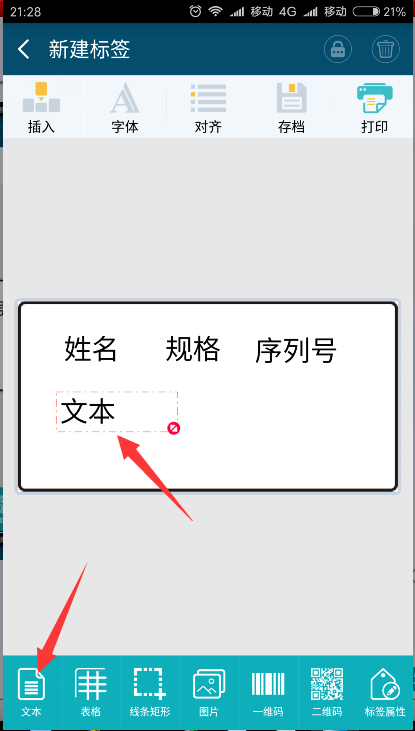 21:28 移动 4G 移动 21%
新建标签
插入 字体 对齐 存档 打印
姓名 规格 序列号
文本
文本 表格 线条矩形 图片 一维码 二维码 标签属性